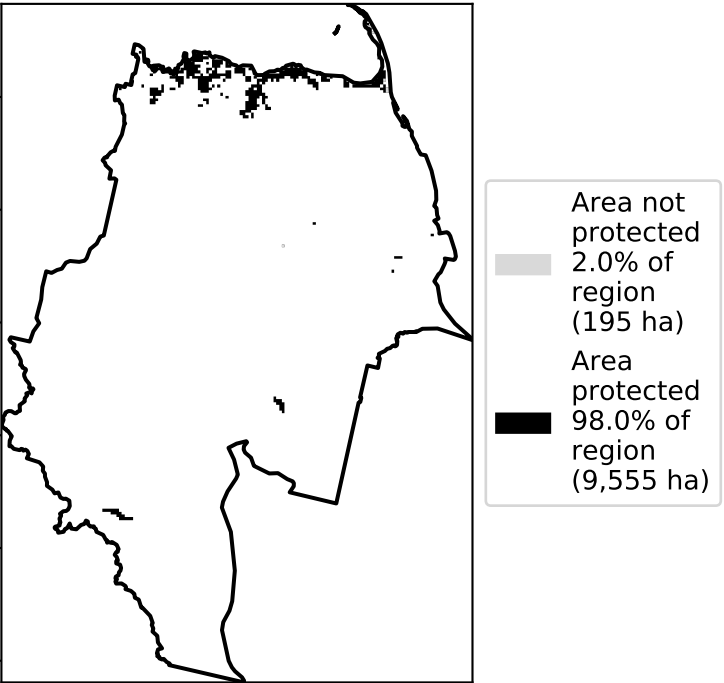 Area not
protected
2.0% of
region
(195 ha)
Area
protected
98.0% of
region
(9,555 ha)